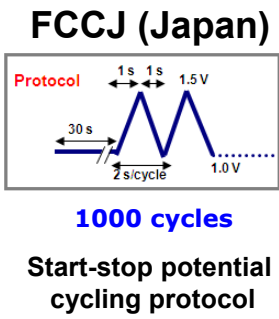 FCCJ (Japan)
Protocol
1 s 1 s
1.5 V
30 s
2 s/cycle
1.0 V
1000 cycles
Start-stop potential
cycling protocol